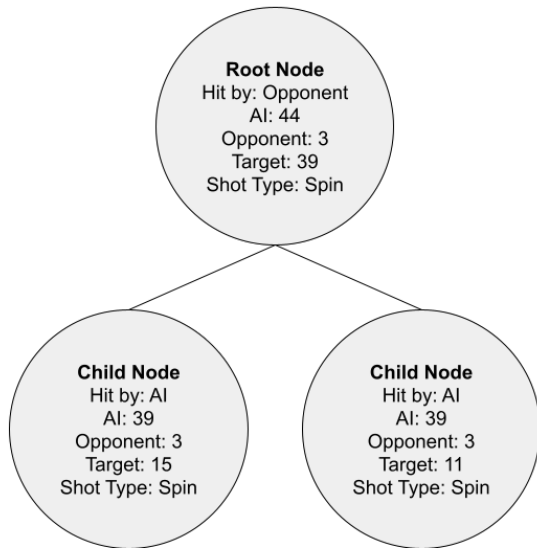 Root Node
Hit by: Opponent
AI: 44
Opponent: 3
Target: 39
Shot Type: Spin
Child Node
Hit by: AI
AI: 39
Opponent: 3
Target: 15
Shot Type: Spin
Child Node
Hit by: AI
AI: 39
Opponent: 3
Target: 11
Shot Type: Spin